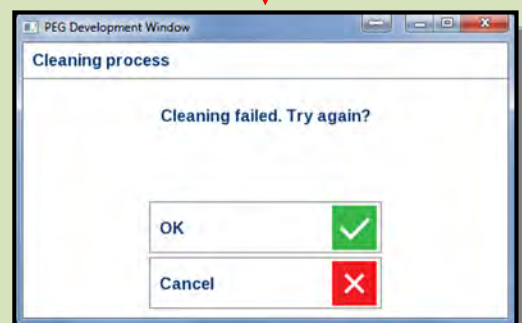 PEG Development Window
Cleaning process
Cleaning failed. Try again?
OK
Cancel